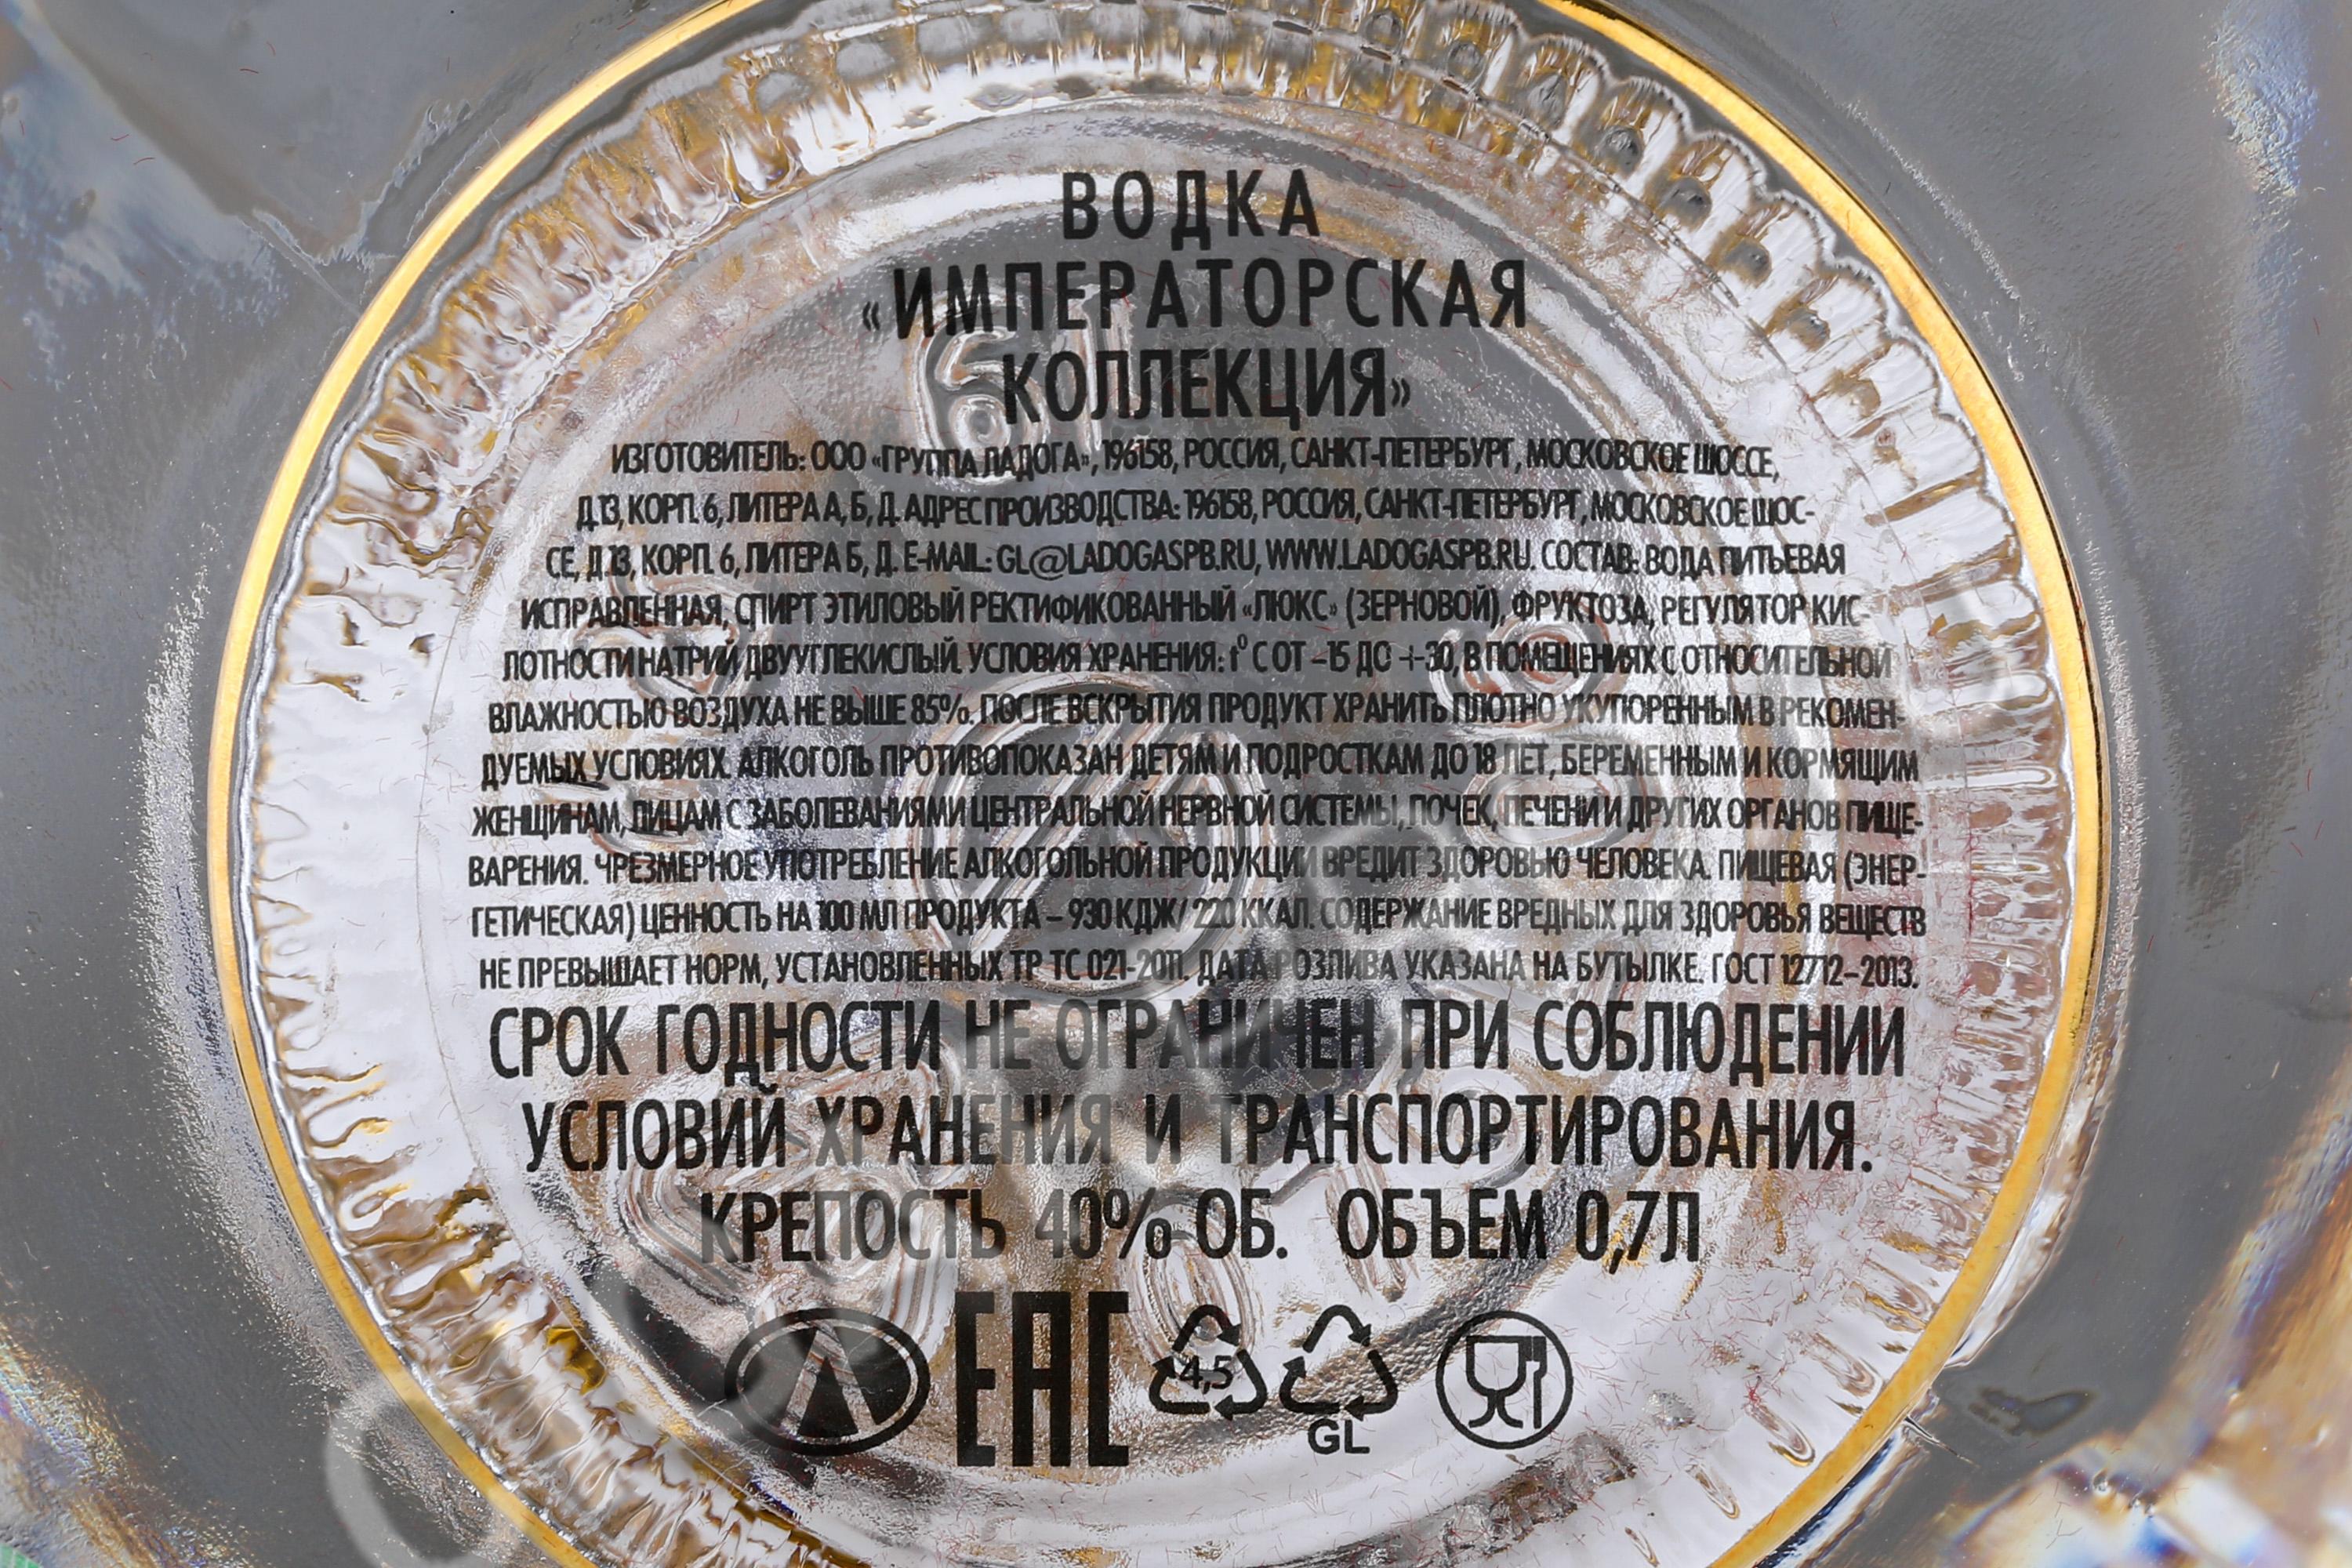 ВОДКА
«ИМПЕРАТОРСКАЯ
КОЛЛЕКЦИЯ»
ИЗГОТОВИТЕЛЬ: ООО «ГРУППА ЛАДОГА», 196158, РОССИЯ, САНКТ-ПЕТЕРБУРГ, МОСКОВСКОЕ ШОССЕ,
Д.13, КОРП. 6, ЛИТЕРА А, Б, Д. АДРЕС ПРОИЗВОДСТВА: 196158, РОССИЯ, САНКТ-ПЕТЕРБУРГ, МОСКОВСКОЕ ШОС-
СЕ, Д.13, КОРП. 6, ЛИТЕРА Б, Д. E-MAIL: GL@LADOGASPB.RU, WWW.LADOGASPB.RU. СОСТАВ: ВОДА ПИТЬЕВАЯ
ИСПРАВЛЕННАЯ, СПИРТ ЭТИЛОВЫЙ РЕКТИФИКОВАННЫЙ «ЛЮКС» (ЗЕРНОВОЙ), ФРУКТОЗА, РЕГУЛЯТОР КИС-
ЛОТНОСТИ НАТРИЙ ДВУУГЛЕКИСЛЫЙ. УСЛОВИЯ ХРАНЕНИЯ: t° С ОТ –15 ДО +30, В ПОМЕЩЕНИЯХ С ОТНОСИТЕЛЬНОЙ
ВЛАЖНОСТЬЮ ВОЗДУХА НЕ ВЫШЕ 85%. ПОСЛЕ ВСКРЫТИЯ ПРОДУКТ ХРАНИТЬ ПЛОТНО УКУПОРЕННЫМ В РЕКОМЕН-
ДУЕМЫХ УСЛОВИЯХ. АЛКОГОЛЬ ПРОТИВОПОКАЗАН ДЕТЯМ И ПОДРОСТКАМ ДО 18 ЛЕТ, БЕРЕМЕННЫМ И КОРМЯЩИМ
ЖЕНЩИНАМ, ЛИЦАМ С ЗАБОЛЕВАНИЯМИ ЦЕНТРАЛЬНОЙ НЕРВНОЙ СИСТЕМЫ, ПОЧЕК, ПЕЧЕНИ И ДРУГИХ ОРГАНОВ ПИЩЕ-
ВАРЕНИЯ. ЧРЕЗМЕРНОЕ УПОТРЕБЛЕНИЕ АЛКОГОЛЬНОЙ ПРОДУКЦИИ ВРЕДИТ ЗДОРОВЬЮ ЧЕЛОВЕКА. ПИЩЕВАЯ (ЭНЕР-
ГЕТИЧЕСКАЯ) ЦЕННОСТЬ НА 100 МЛ ПРОДУКТА – 930 КДЖ/ 220 ККАЛ. СОДЕРЖАНИЕ ВРЕДНЫХ ДЛЯ ЗДОРОВЬЯ ВЕЩЕСТВ
НЕ ПРЕВЫШАЕТ НОРМ, УСТАНОВЛЕННЫХ ТР ТС 021-2011. ДАТА РОЗЛИВА УКАЗАНА НА БУТЫЛКЕ. ГОСТ 12712–2013.
СРОК ГОДНОСТИ НЕ ОГРАНИЧЕН ПРИ СОБЛЮДЕНИИ
УСЛОВИЙ ХРАНЕНИЯ И ТРАНСПОРТИРОВАНИЯ.
КРЕПОСТЬ 40% ОБ. ОБЪЕМ 0,7Л
ЕАС 4,5
GL